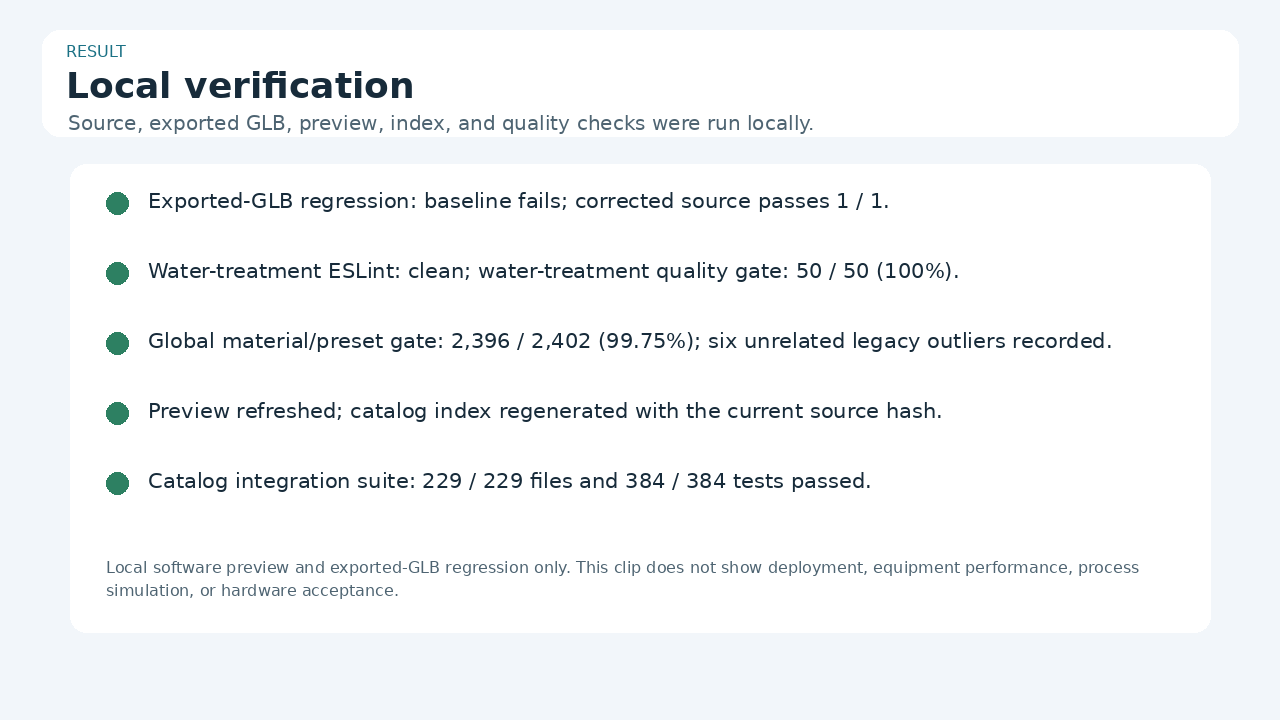 RESULT
Local verification
Source, exported GLB, preview, index, and quality checks were run locally.
Exported-GLB regression: baseline fails; corrected source passes 1 / 1.
Water-treatment ESLint: clean; water-treatment quality gate: 50 / 50 (100%).
Global material/preset gate: 2,396 / 2,402 (99.75%); six unrelated legacy outliers recorded.
Preview refreshed; catalog index regenerated with the current source hash.
Catalog integration suite: 229 / 229 files and 384 / 384 tests passed.
Local software preview and exported-GLB regression only. This clip does not show deployment, equipment performance, process
simulation, or hardware acceptance.